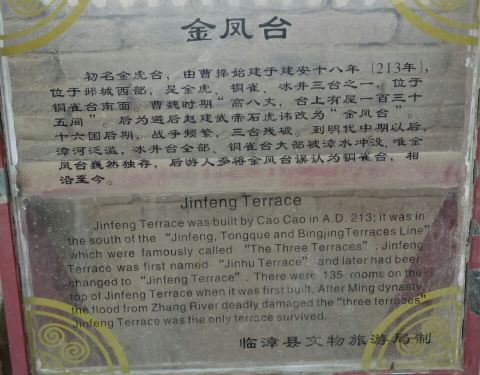 金凤台
初名金虎台，由曹操始建于建安十八年（213年），
位于邺城西部，是金虎、铜雀、冰井三台之一，位于
铜雀台南面。曹魏时期“高八丈，台上有屋一百三十
五间”。后为避后赵建武帝石虎讳改为“金凤台”。
十六国后期，战争频繁，三台残破。到明代中期以后，
漳河泛滥，冰井台全部、铜雀台大部被漳水冲没，唯金
凤台巍然独存，后游人多将金凤台误认为铜雀台，相
沿至今。
Jinfeng Terrace
Jinfeng Terrace was built by Cao Cao in A.D. 213; it was in
the south of the “Jinfeng, Tongque and Bingjing Terraces Line”
which were famously called “The Three Terraces”. Jinfeng
Terrace was first named “Jinhu Terrace”, and later had been
changed to “Jinfeng Terrace”. There were 135 rooms on the
top of Jinfeng Terrace when it was first built. After Ming dynasty,
the flood from Zhang River deadly damaged the “three terraces”
Jinfeng Terrace was the only terrace survived.
临漳县文物旅游局制